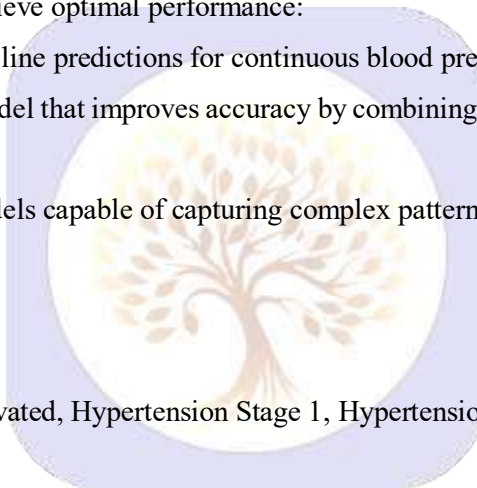 ieve optimal performance:
line predictions for continuous blood pre
del that improves accuracy by combining
lels capable of capturing complex pattern
vated, Hypertension Stage 1, Hypertensio